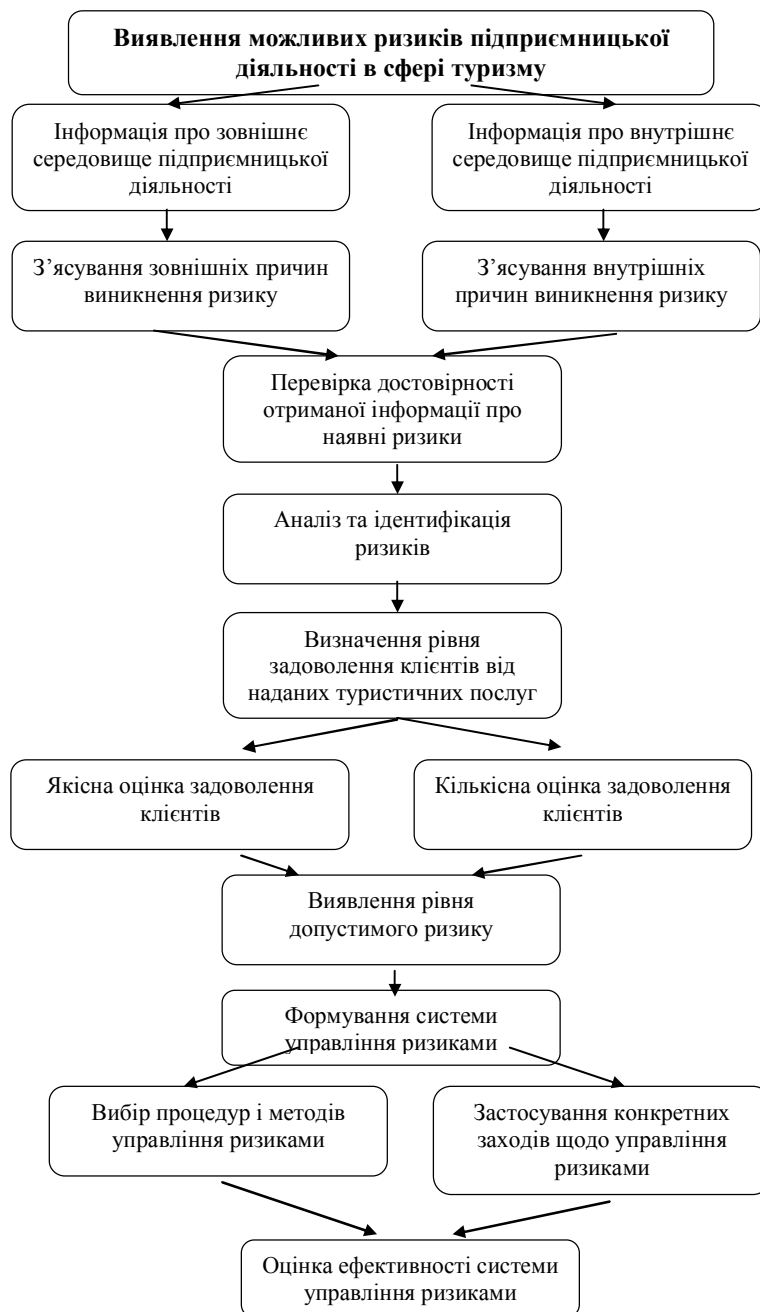 Виявлення можливих ризиків підприємницької
діяльності в сфері туризму
Інформація про зовнішнє
середовище підприємницької
діяльності
Інформація про внутрішнє
середовище підприємницької
діяльності
З’ясування зовнішніх причин
виникнення ризику
З’ясування внутрішніх
причин виникнення ризику
Перевірка достовірності
отриманої інформації про
наявні ризики
Аналіз та ідентифікація
ризиків
Визначення рівня
задоволення клієнтів від
наданих туристичних послуг
Якісна оцінка задоволення
клієнтів
Кількісна оцінка задоволення
клієнтів
Виявлення рівня
допустимого ризику
Формування системи
управління ризиками
Вибір процедур і методів
управління ризиками
Застосування конкретних
заходів щодо управління
ризиками
Оцінка ефективності системи
управління ризиками